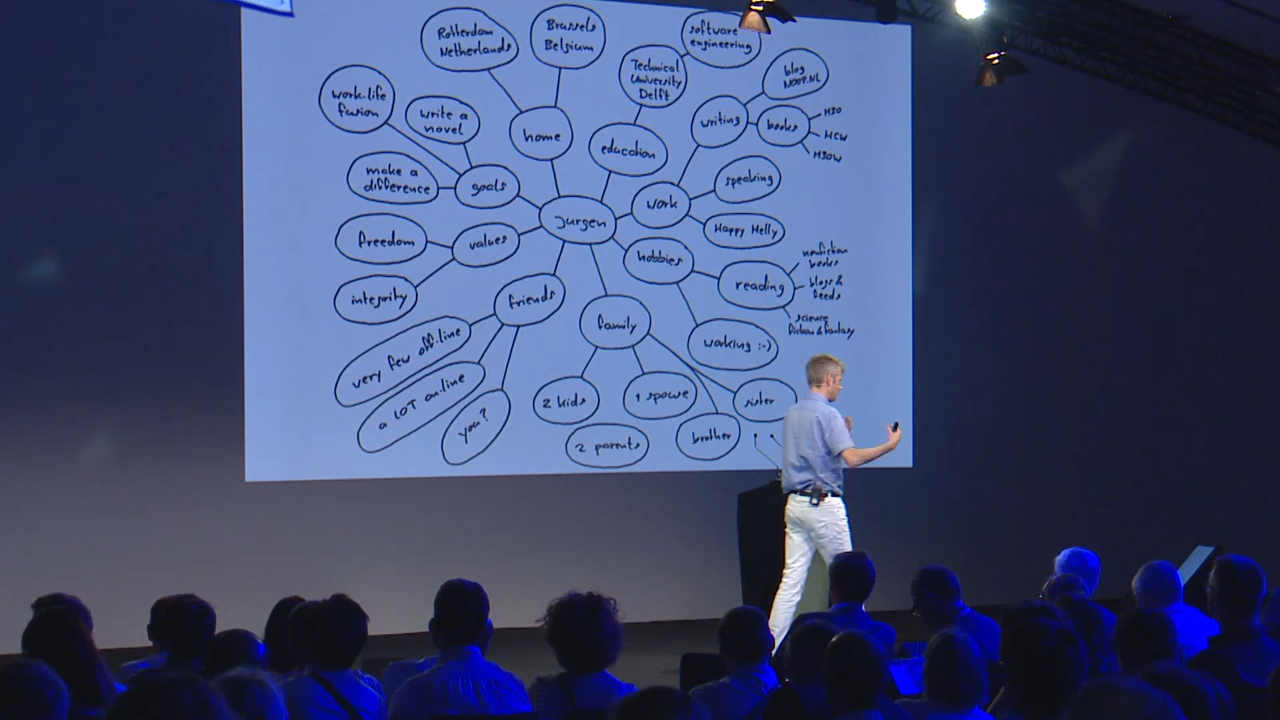 Rotterdam
Netherlands
Brussels
Belgium
software
engineering
Technical
University
Delft
blog
NOOP.NL
work-life
fusion
write a
novel
home
education
writing
books
M30
MCW
M30W
make a
difference
goals
speaking
work
Jurgen
Happy Melly
freedom
values
hobbies
nonfiction
books
reading
blogs &
feeds
integrity
friends
science
fiction & fantasy
family
working :-)
very few off-line
a LOT on-line
you?
2 kids
1 spouse
sister
brother
2 parents